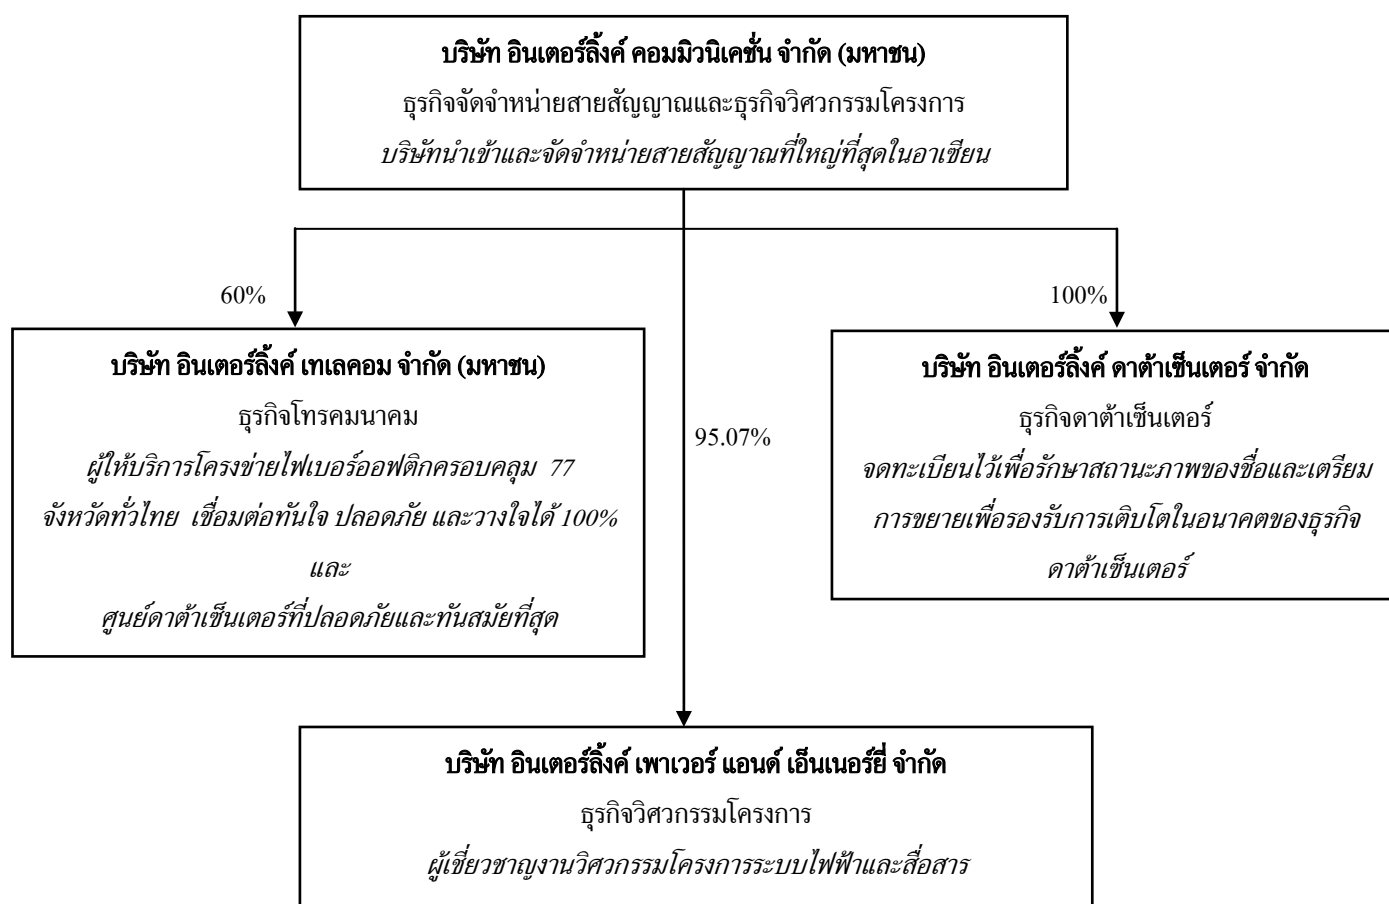 บริษัท อินเตอร์ลิ้งค์ คอมมิวนิเคชั่น จำกัด (มหาชน)
ธุรกิจจัดจำหน่ายสายสัญญาณและธุรกิจวิศวกรรมโครงการ
บริษัทนำเข้าและจัดจำหน่ายสายสัญญาณที่ใหญ่ที่สุดในอาเซียน
60%
100%
บริษัท อินเตอร์ลิ้งค์ เทเลคอม จำกัด (มหาชน)
ธุรกิจโทรคมนาคม
ผู้ให้บริการโครงข่ายไฟเบอร์ออฟติกครอบคลุม 77
จังหวัดทั่วไทย เชื่อมต่อทันใจ ปลอดภัย และวางใจได้ 100%
และ
ศูนย์ดาต้าเซ็นเตอร์ที่ปลอดภัยและทันสมัยที่สุด
95.07%
บริษัท อินเตอร์ลิ้งค์ ดาต้าเซ็นเตอร์ จำกัด
ธุรกิจดาต้าเซ็นเตอร์
จดทะเบียนไว้เพื่อรักษาสถานะภาพของชื่อและเตรียม
การขยายเพื่อรองรับการเติบโตในอนาคตของธุรกิจ
ดาต้าเซ็นเตอร์
บริษัท อินเตอร์ลิ้งค์ เพาเวอร์ แอนด์ เอ็นเนอร์ยี่ จำกัด
ธุรกิจวิศวกรรมโครงการ
ผู้เชี่ยวชาญงานวิศวกรรมโครงการระบบไฟฟ้าและสื่อสาร